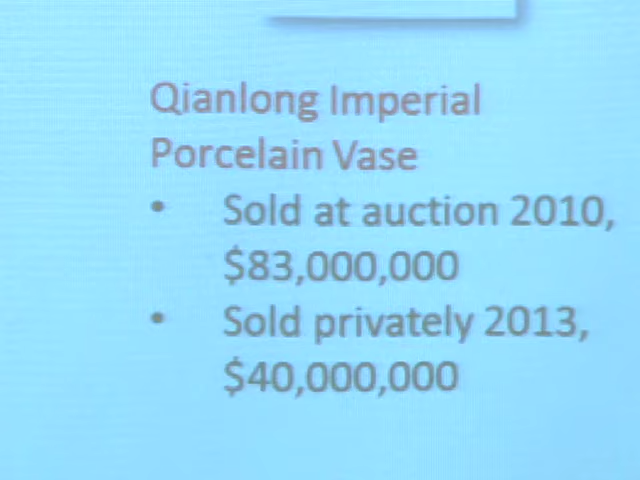 Qianlong Imperial
Porcelain Vase
• Sold at auction 2010,
$83,000,000
• Sold privately 2013,
$40,000,000